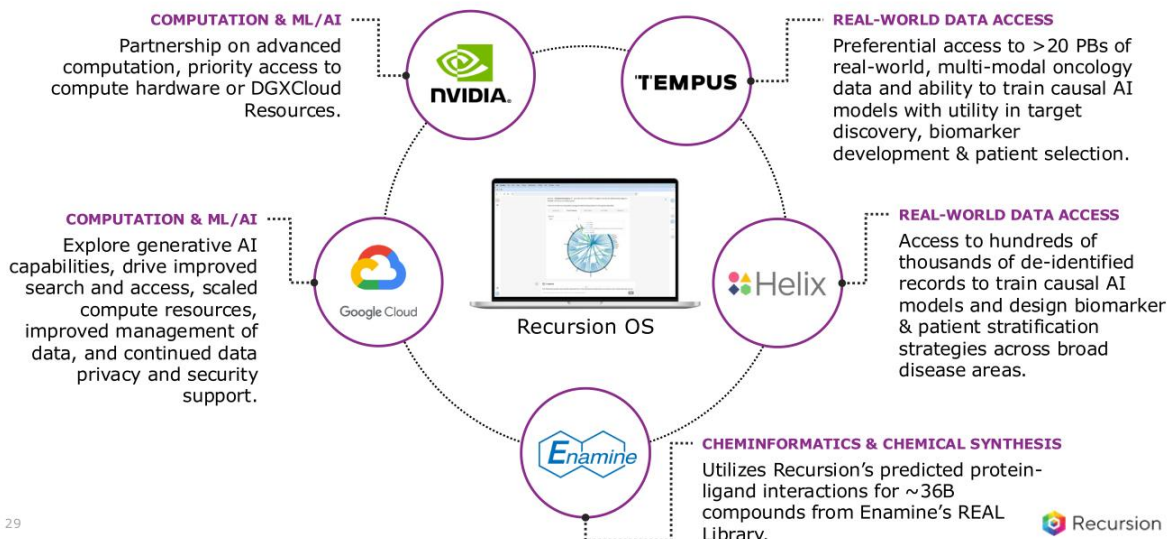 COMPUTATION & ML/AI
Partnership on advanced
computation, priority access to
compute hardware or DGXCloud
Resources.
NVIDIA.
TEMPUS
REAL-WORLD DATA ACCESS
Preferential access to >20 PBs of
real-world, multi-modal oncology
data and ability to train causal AI
models with utility in target
discovery, biomarker
development & patient selection.
COMPUTATION & ML/AI
Explore generative AI
capabilities, drive improved
search and access, scaled
compute resources,
improved management of
data, and continued data
privacy and security
support.
Google Cloud
Recursion OS
Helix
REAL-WORLD DATA ACCESS
Access to hundreds of
thousands of de-identified
records to train causal AI
models and design biomarker
& patient stratification
strategies across broad
disease areas.
Enamine
CHEMINFORMATICS & CHEMICAL SYNTHESIS
Utilizes Recursion's predicted protein-
ligand interactions for ~36B
compounds from Enamine's REAL
Library.
29
Recursion